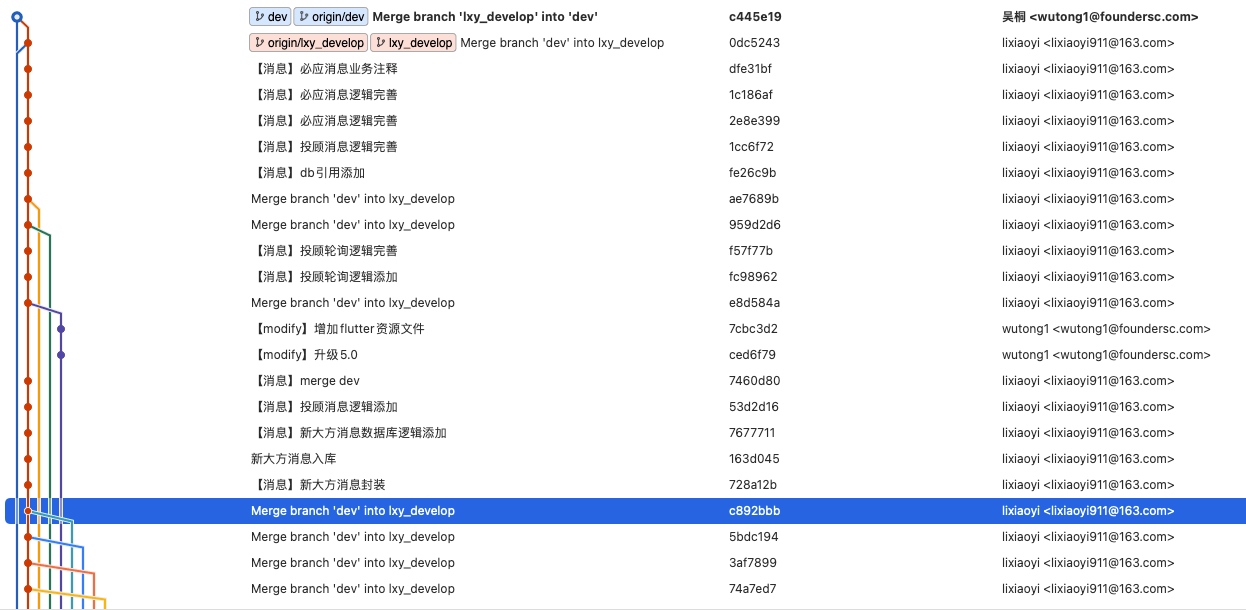 dev origin/dev Merge branch 'lxy_develop' into 'dev' c445e19 吴桐 <wutong1@foundersc.com>
origin/lxy_develop lxy_develop Merge branch 'dev' into lxy_develop 0dc5243 lixiaoyi <lixiaoyi911@163.com>
【消息】必应消息业务注释 dfe31bf lixiaoyi <lixiaoyi911@163.com>
【消息】必应消息逻辑完善 1c186af lixiaoyi <lixiaoyi911@163.com>
【消息】必应消息逻辑完善 2e8e399 lixiaoyi <lixiaoyi911@163.com>
【消息】投顾消息逻辑完善 1cc6f72 lixiaoyi <lixiaoyi911@163.com>
【消息】db引用添加 fe26c9b lixiaoyi <lixiaoyi911@163.com>
Merge branch 'dev' into lxy_develop ae7689b lixiaoyi <lixiaoyi911@163.com>
Merge branch 'dev' into lxy_develop 959d2d6 lixiaoyi <lixiaoyi911@163.com>
【消息】投顾轮询逻辑完善 f57f77b lixiaoyi <lixiaoyi911@163.com>
【消息】投顾轮询逻辑添加 fc98962 lixiaoyi <lixiaoyi911@163.com>
Merge branch 'dev' into lxy_develop e8d584a lixiaoyi <lixiaoyi911@163.com>
【modify】增加flutter资源文件 7cbc3d2 wutong1 <wutong1@foundersc.com>
【modify】升级5.0 ced6f79 wutong1 <wutong1@foundersc.com>
【消息】merge dev 7460d80 lixiaoyi <lixiaoyi911@163.com>
【消息】投顾消息逻辑添加 53d2d16 lixiaoyi <lixiaoyi911@163.com>
【消息】新大方消息数据库逻辑添加 7677711 lixiaoyi <lixiaoyi911@163.com>
新大方消息入库 163d045 lixiaoyi <lixiaoyi911@163.com>
【消息】新大方消息封装 728a12b lixiaoyi <lixiaoyi911@163.com>
Merge branch 'dev' into lxy_develop c892bbb lixiaoyi <lixiaoyi911@163.com>
Merge branch 'dev' into lxy_develop 5bdc194 lixiaoyi <lixiaoyi911@163.com>
Merge branch 'dev' into lxy_develop 3af7899 lixiaoyi <lixiaoyi911@163.com>
Merge branch 'dev' into lxy_develop 74a7ed7 lixiaoyi <lixiaoyi911@163.com>